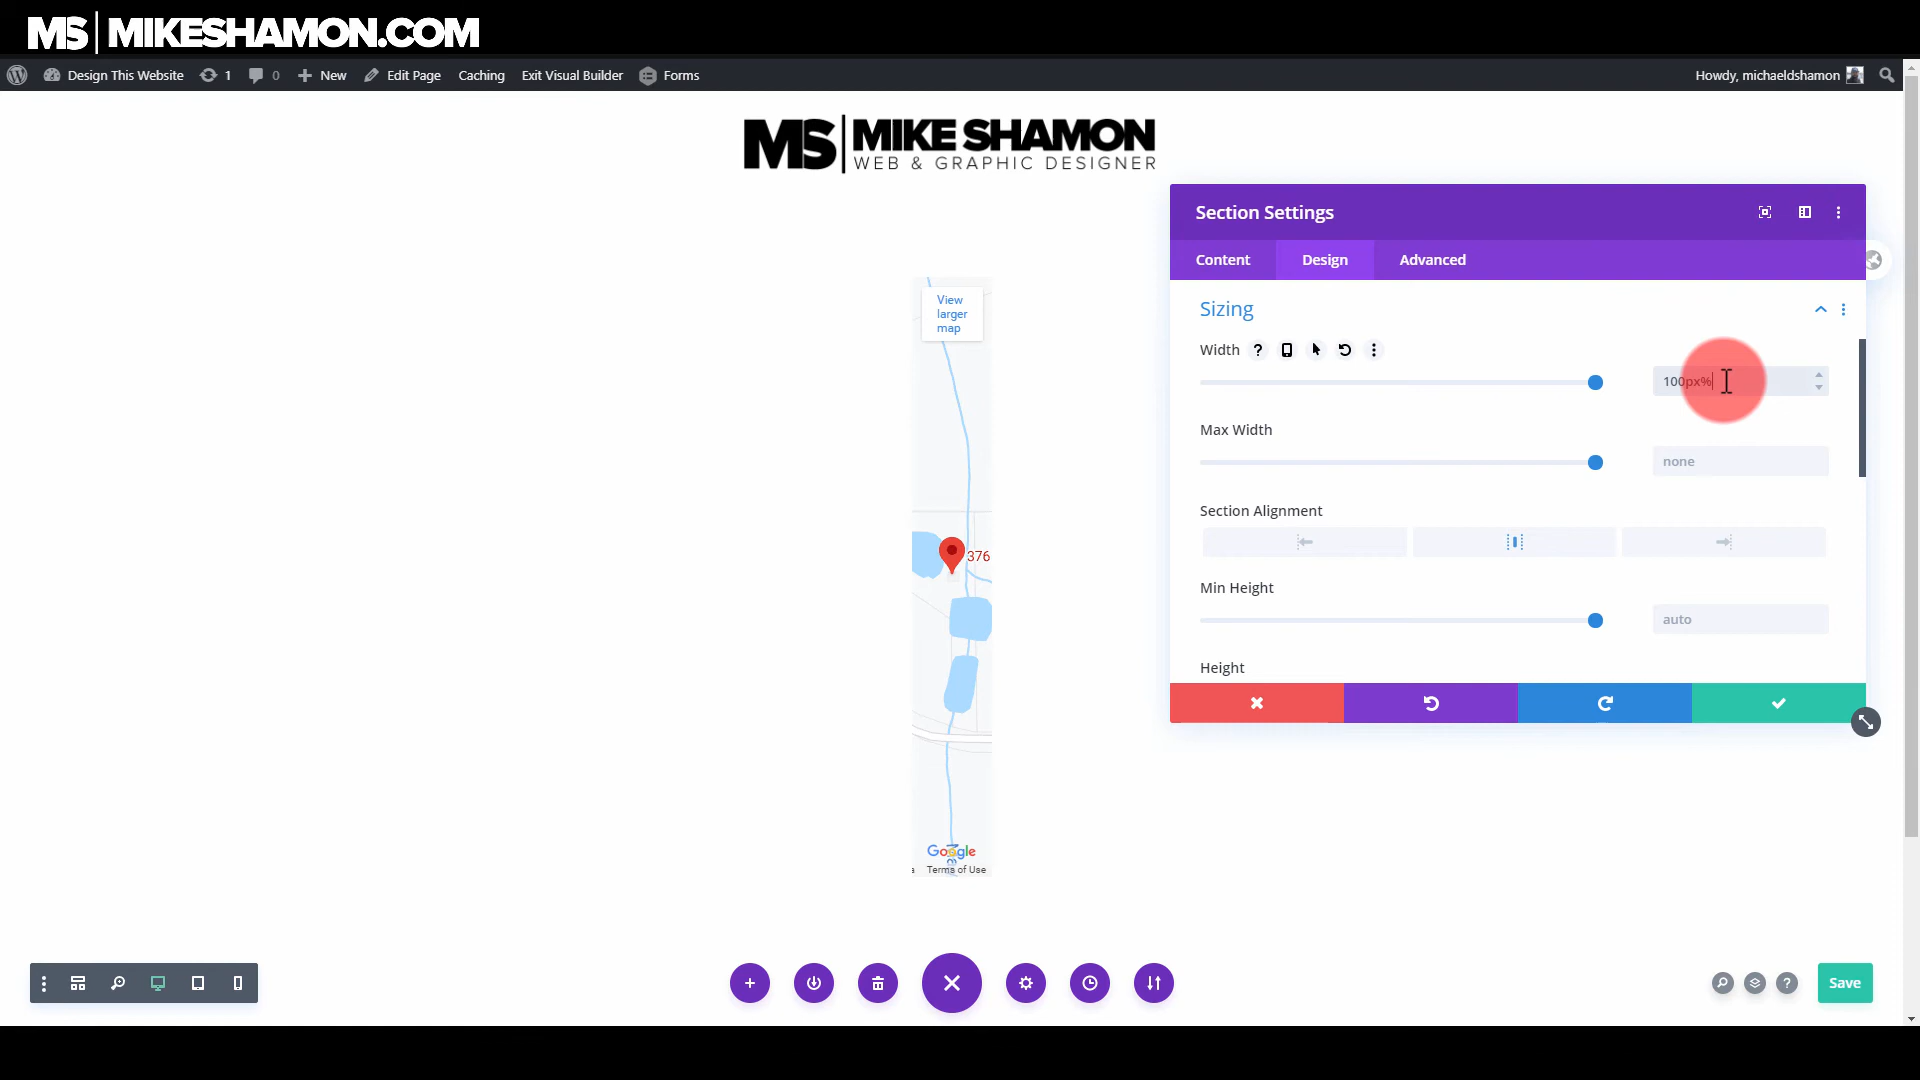 MS MIKESHAMON.COM
Design This Website 1 0 New Edit Page Caching Exit Visual Builder Forms Howdy, michaeldshamon
MS MIKE SHAMON
WEB & GRAPHIC DESIGNER
Section Settings
Content Design Advanced
Sizing
Width ?
100px%
Max Width
none
Section Alignment
Min Height
auto
Height
View
larger
map
376
Google
a Terms of Use
? Save